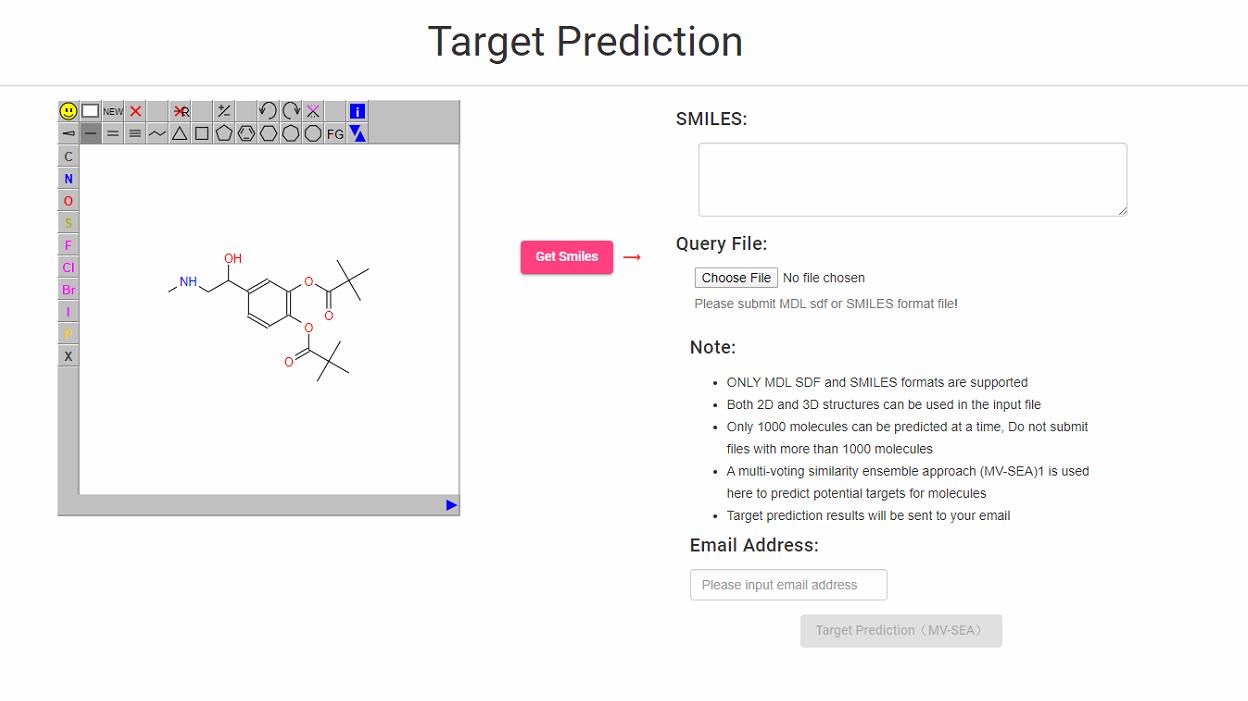 Target Prediction
NEW
R
i
FG
C
N
O
S
F
Cl
Br
I
P
X
OH
NH
O
O
O
O
Get Smiles
SMILES:
Query File:
Choose File No file chosen
Please submit MDL sdf or SMILES format file!
Note:
• ONLY MDL SDF and SMILES formats are supported
• Both 2D and 3D structures can be used in the input file
• Only 1000 molecules can be predicted at a time, Do not submit
files with more than 1000 molecules
• A multi-voting similarity ensemble approach (MV-SEA)1 is used
here to predict potential targets for molecules
• Target prediction results will be sent to your email
Email Address:
Please input email address
Target Prediction（MV-SEA）